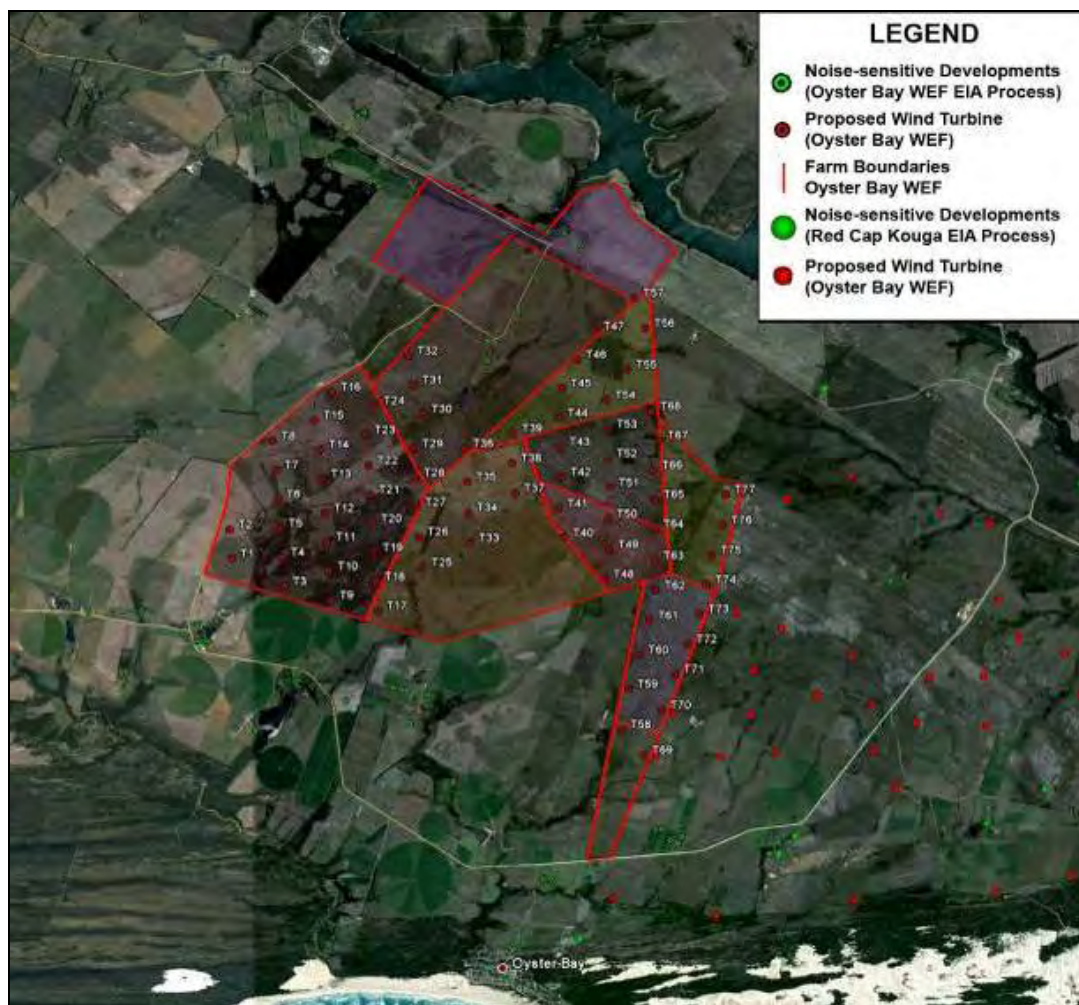 LEGEND
Noise-sensitive Developments
(Oyster Bay WEF EIA Process)
Proposed Wind Turbine
(Oyster Bay WEF)
Farm Boundaries
Oyster Bay WEF
Noise-sensitive Developments
(Red Cap Kouga EIA Process)
Proposed Wind Turbine
(Oyster Bay WEF)
T57
T56
T47
T32
T46
T55
T31
T45
T16
T24
T54
T30
T44
T68
T15
T39
T53
T67
T8
T23
T14
T29
T36
T43
T38
T52
T7
T22
T66
T13
T28
T35
T42
T51
T77
T6
T21
T37
T65
T27
T12
T34
T41
T2
T5
T20
T50
T64
T76
T11
T26
T33
T40
T49
T1
T4
T19
T25
T63
T75
T10
T48
T3
T18
T62
T74
T9
T17
T61
T73
T60
T72
T71
T59
T70
T58
T69
Oyster-Bay